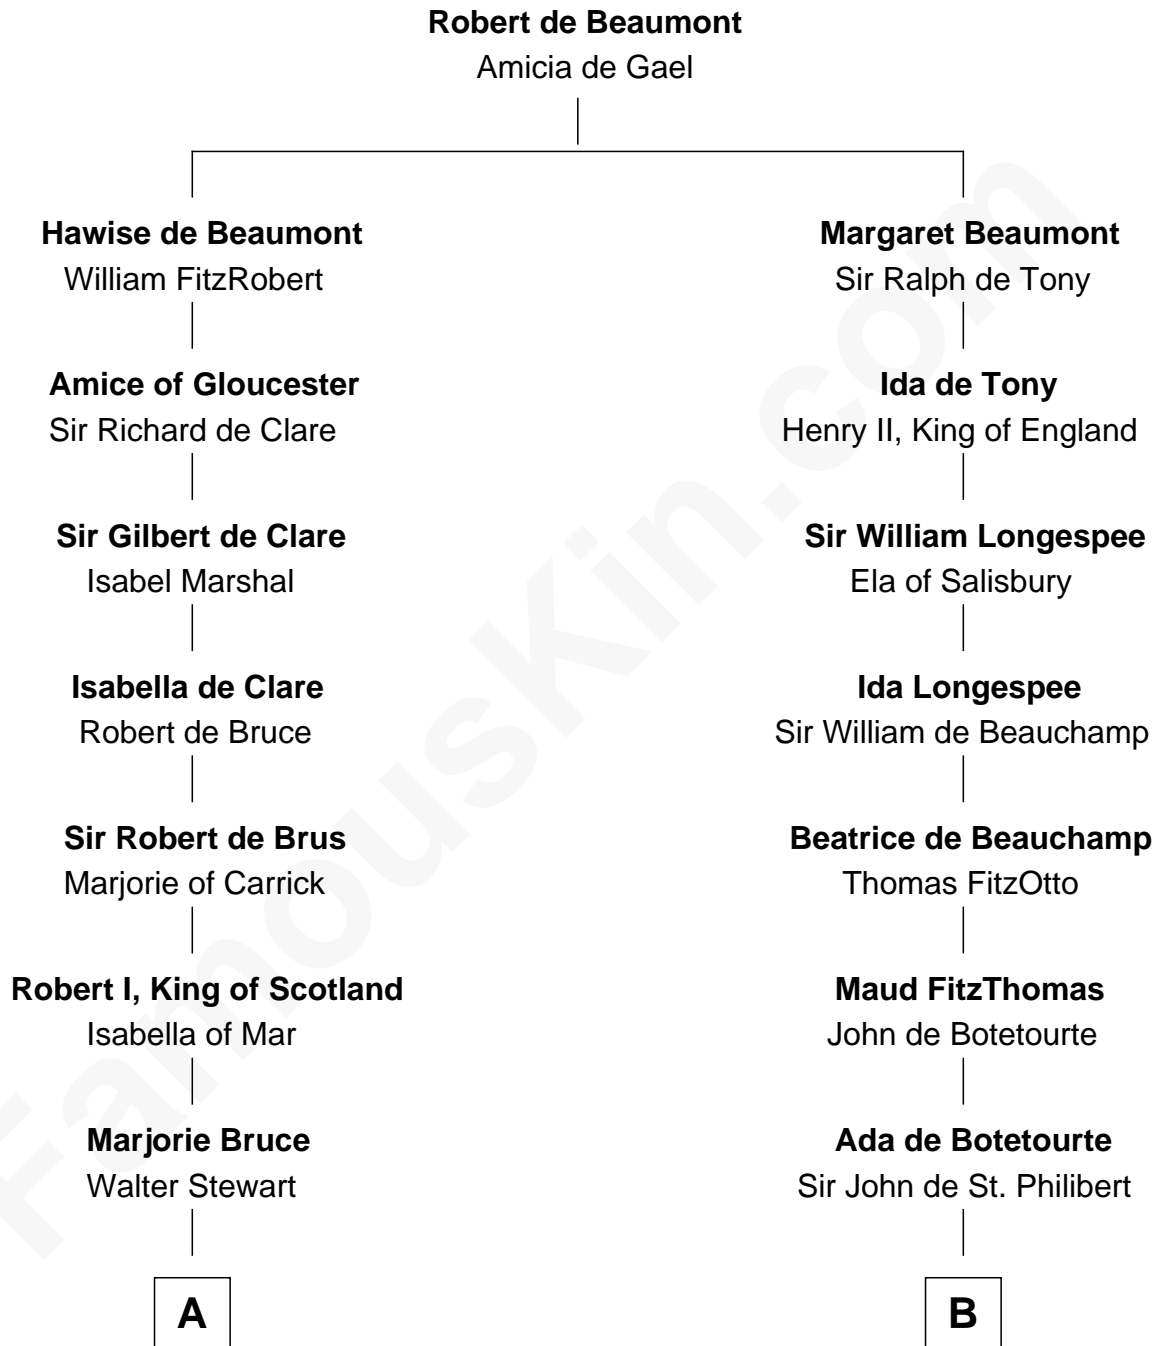 Robert de Beaumont
Amicia de Gael
Hawise de Beaumont
William FitzRobert
Margaret Beaumont
Sir Ralph de Tony
Amice of Gloucester
Sir Richard de Clare
Ida de Tony
Henry II, King of England
Sir Gilbert de Clare
Isabel Marshal
Sir William Longespee
Ela of Salisbury
Isabella de Clare
Robert de Bruce
Ida Longespee
Sir William de Beauchamp
Sir Robert de Brus
Marjorie of Carrick
Beatrice de Beauchamp
Thomas FitzOtto
Robert I, King of Scotland
Isabella of Mar
Maud FitzThomas
John de Botetourte
Marjorie Bruce
Walter Stewart
Ada de Botetourte
Sir John de St. Philibert
A
B
FamousKin.com